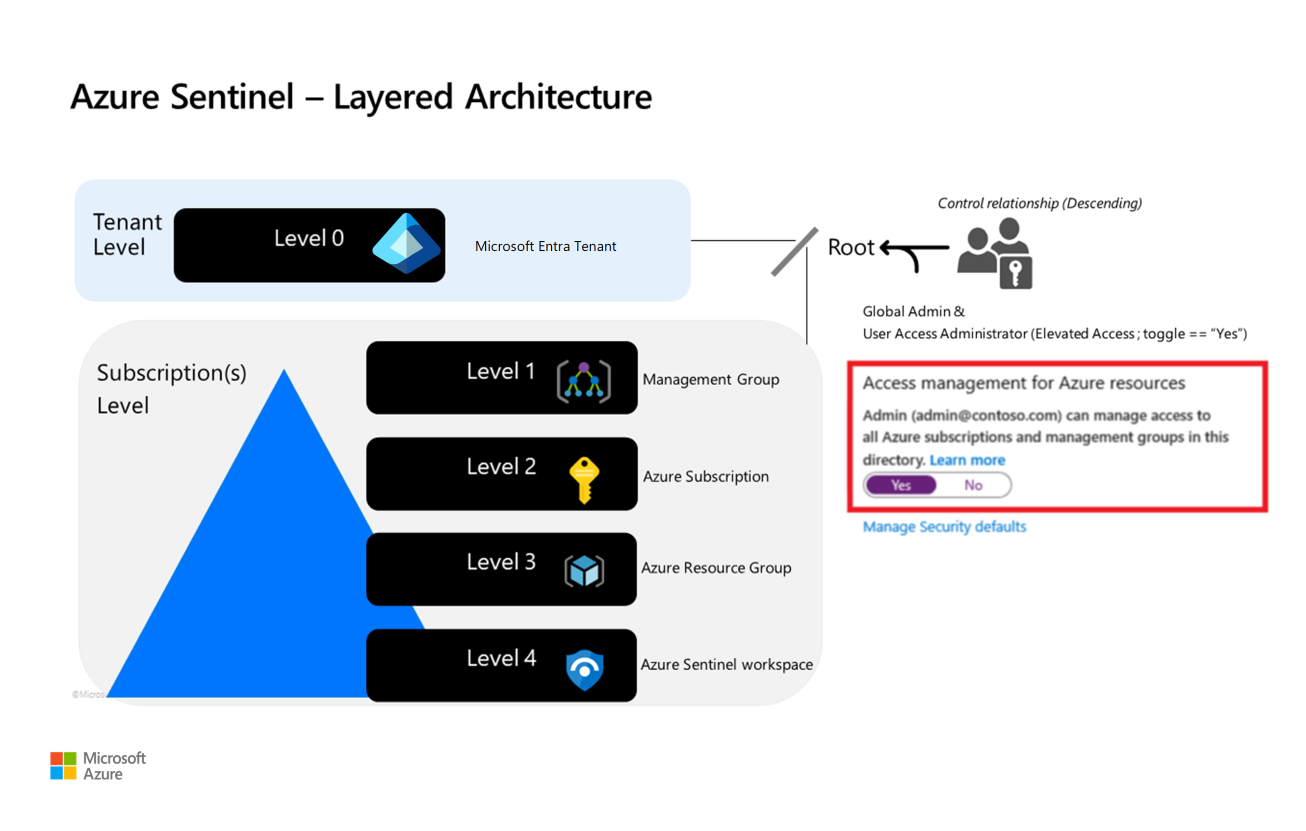 Azure Sentinel – Layered Architecture
Tenant
Level
Level 0
Microsoft Entra Tenant
Control relationship (Descending)
Root
Global Admin &
User Access Administrator (Elevated Access ; toggle == “Yes”)
Subscription(s)
Level
Level 1
Management Group
Level 2
Azure Subscription
Level 3
Azure Resource Group
Level 4
Azure Sentinel workspace
Access management for Azure resources
Admin (admin@contoso.com) can manage access to
all Azure subscriptions and management groups in this
directory. Learn more
Yes No
Manage Security defaults
Microsoft
Azure